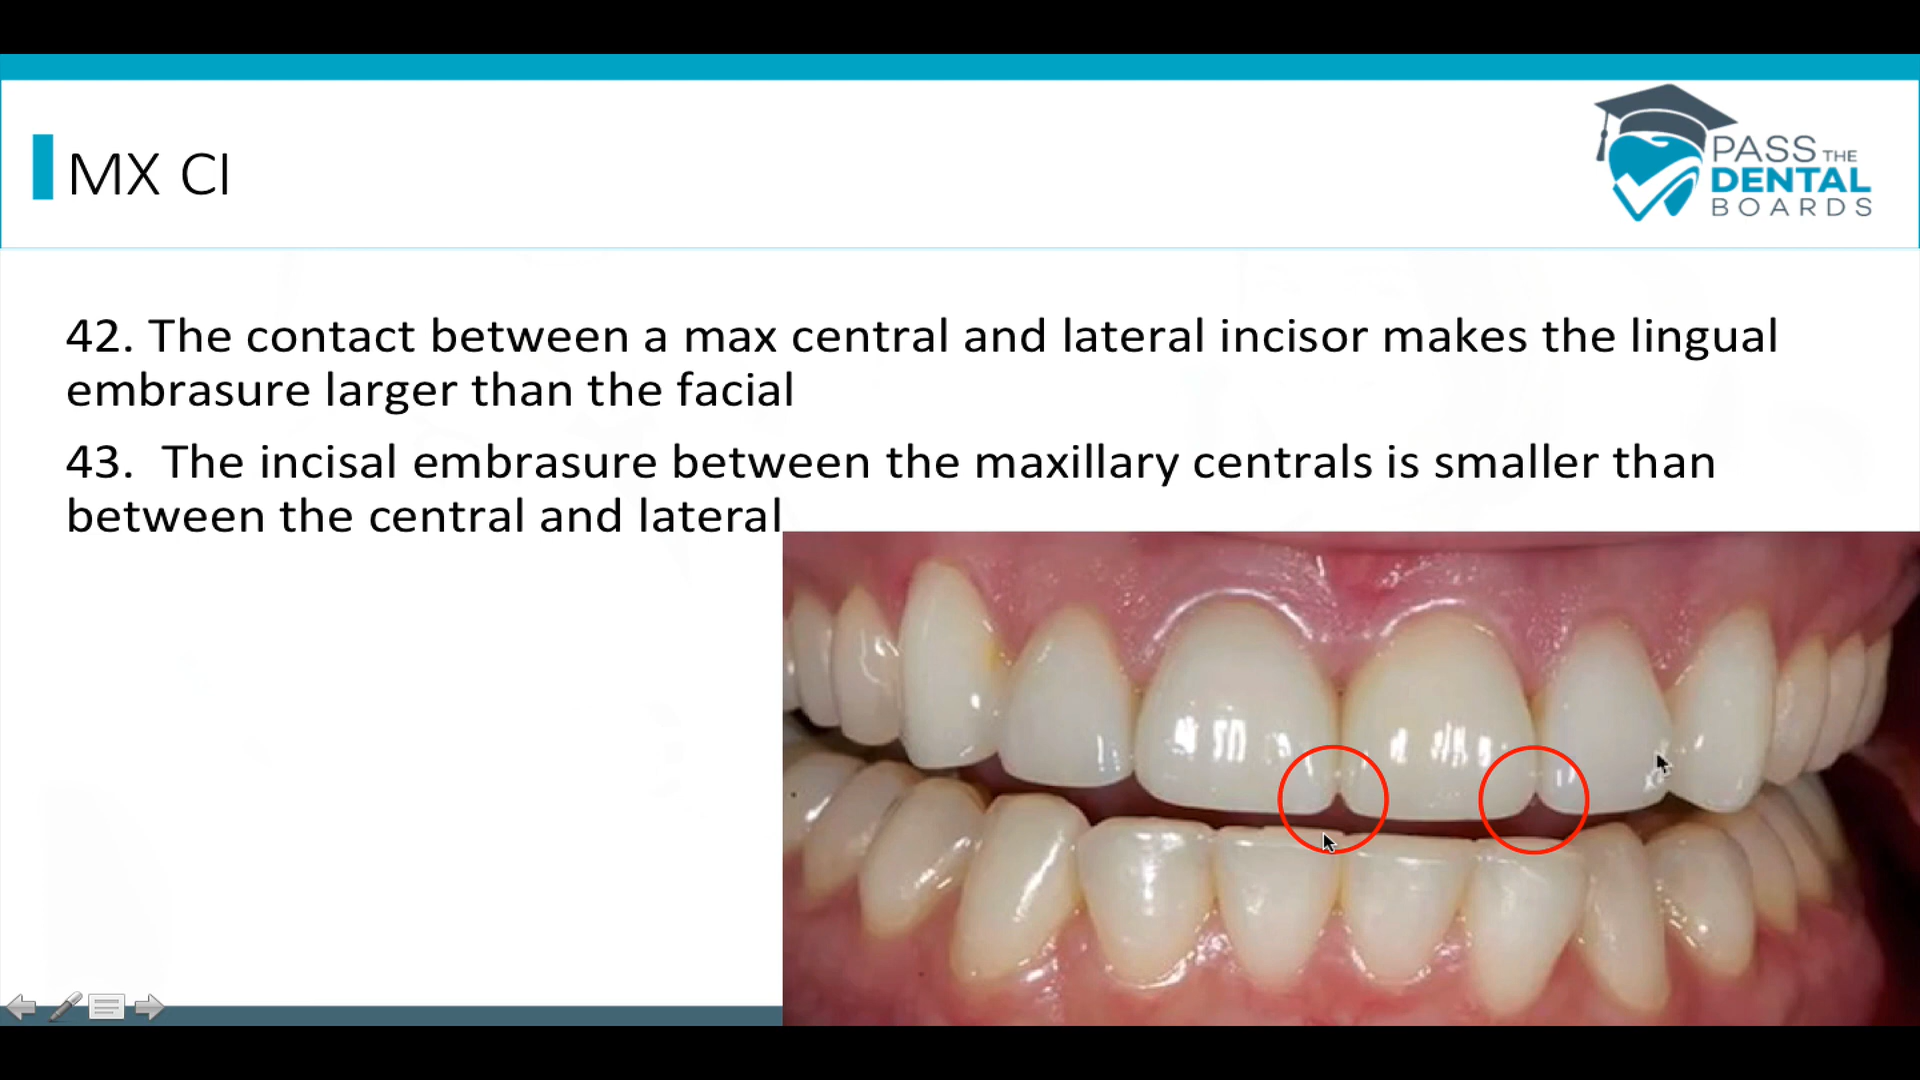 PASS THE
DENTAL
BOARDS
MX CI
42. The contact between a max central and lateral incisor makes the lingual
embrasure larger than the facial
43.  The incisal embrasure between the maxillary centrals is smaller than
between the central and lateral